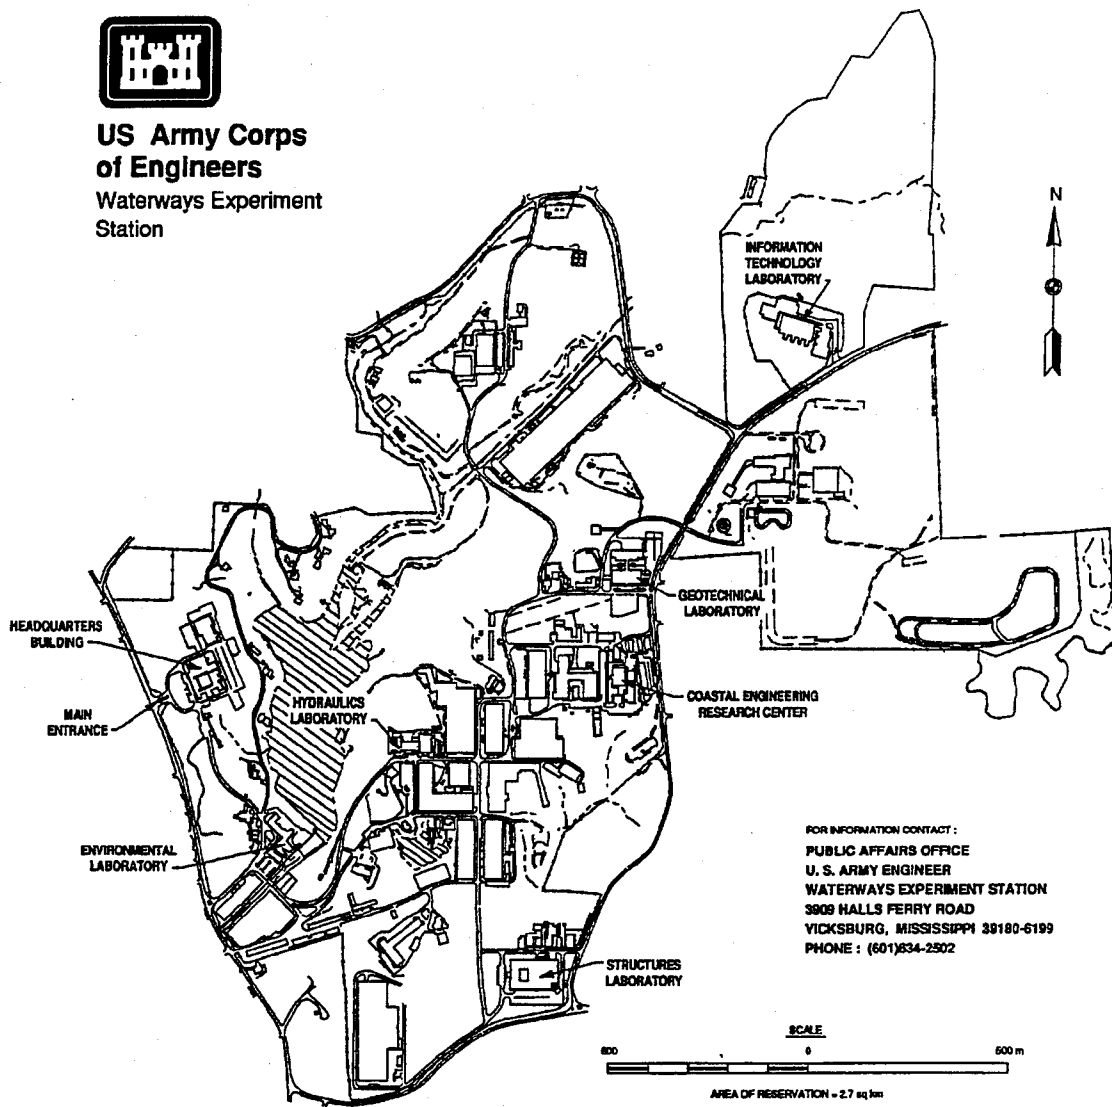 US Army Corps
of Engineers
Waterways Experiment
Station
N
INFORMATION
TECHNOLOGY
LABORATORY
GEOTECHNICAL
LABORATORY
HEADQUARTERS
BUILDING
MAIN
ENTRANCE
HYDRAULICS
LABORATORY
COASTAL ENGINEERING
RESEARCH CENTER
ENVIRONMENTAL
LABORATORY
STRUCTURES
LABORATORY
FOR INFORMATION CONTACT :
PUBLIC AFFAIRS OFFICE
U. S. ARMY ENGINEER
WATERWAYS EXPERIMENT STATION
3909 HALLS FERRY ROAD
VICKSBURG, MISSISSIPPI 39180-6199
PHONE : (601)634-2502
SCALE
0 500 m
AREA OF RESERVATION = 2.7 sq km